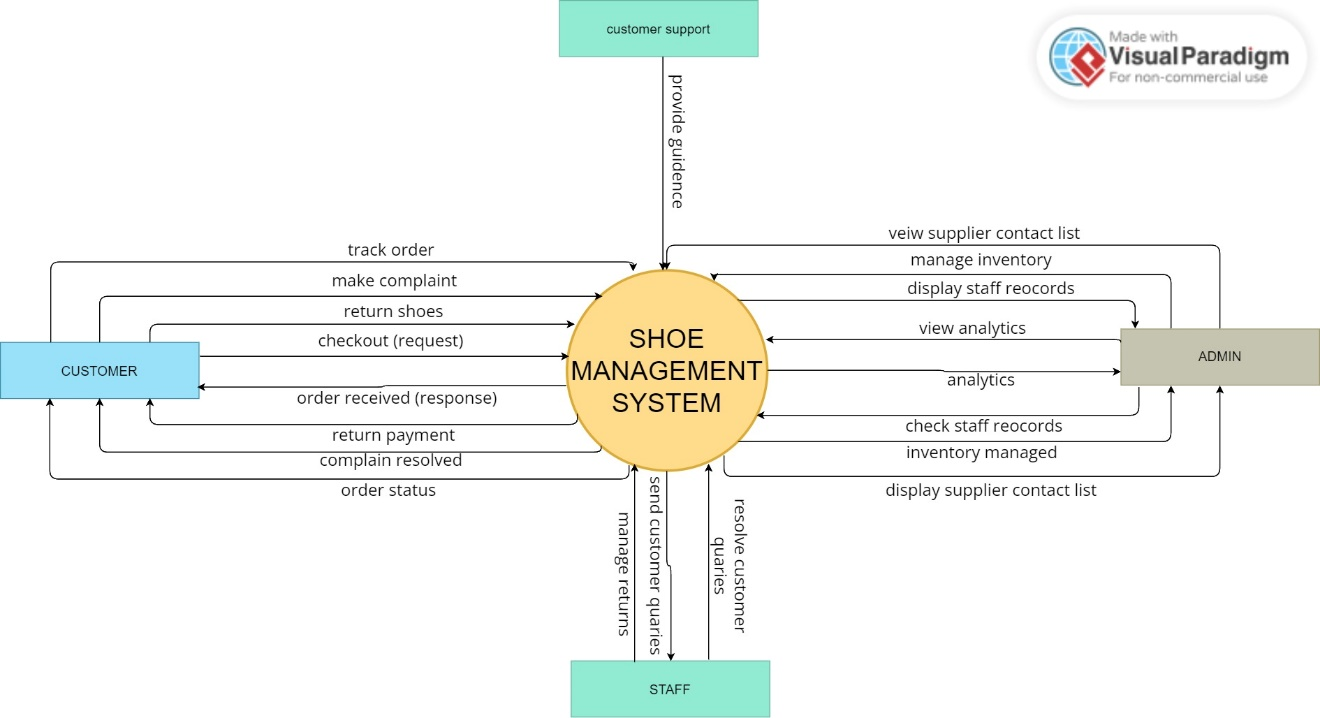 customer support
Made with
Visual Paradigm
For non-commercial use
provide guidence
track order
make complaint
return shoes
checkout (request)
CUSTOMER
order received (response)
return payment
complain resolved
order status
SHOE
MANAGEMENT
SYSTEM
veiw supplier contact list
manage inventory
display staff reocords
view analytics
ADMIN
analytics
check staff reocords
inventory managed
display supplier contact list
manage returns
send customer quaries
resolve customer
quaries
STAFF